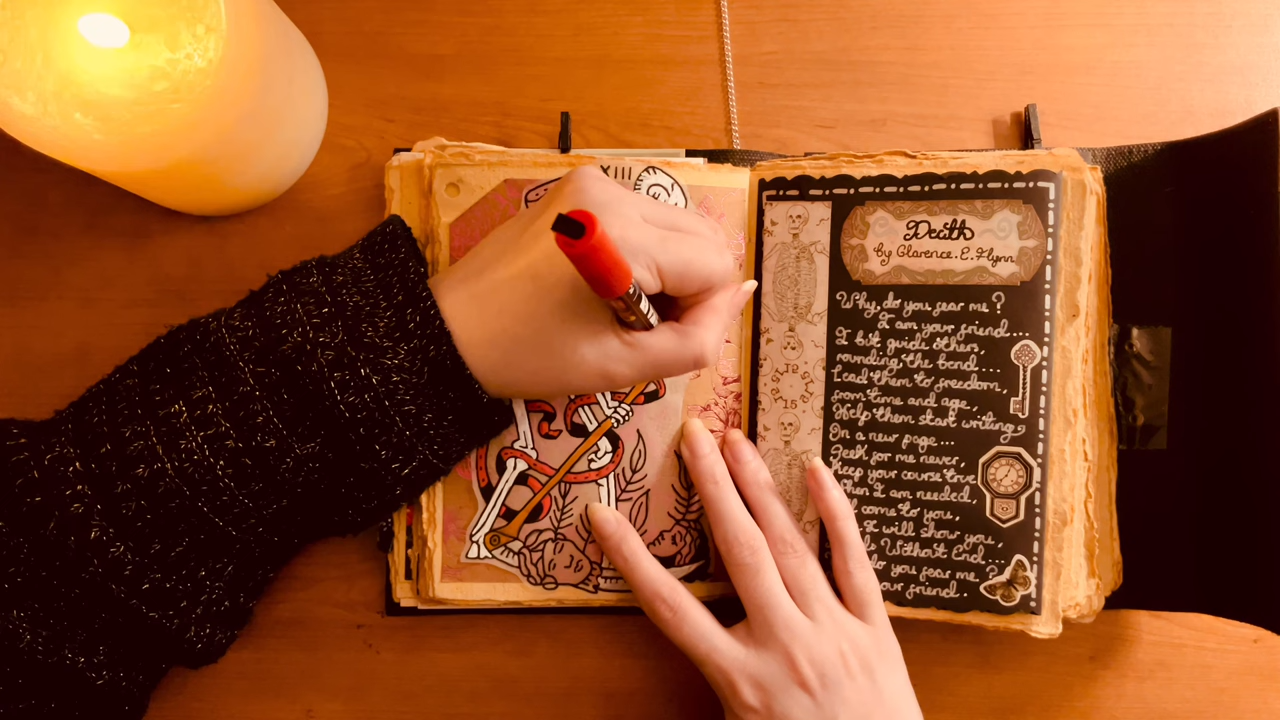 XIII
Death
by Clarence.E.Flynn
Why, do you fear me?
I am your friend...
I but guide others,
rounding the bend...
Lead them to freedom,
from time and age,
Help them start writing
On a new page...
Seek for me never,
Keep your course true
When I am needed,
come to you,
I will show you,
Without End...
do you fear me?
our friend.
12
15